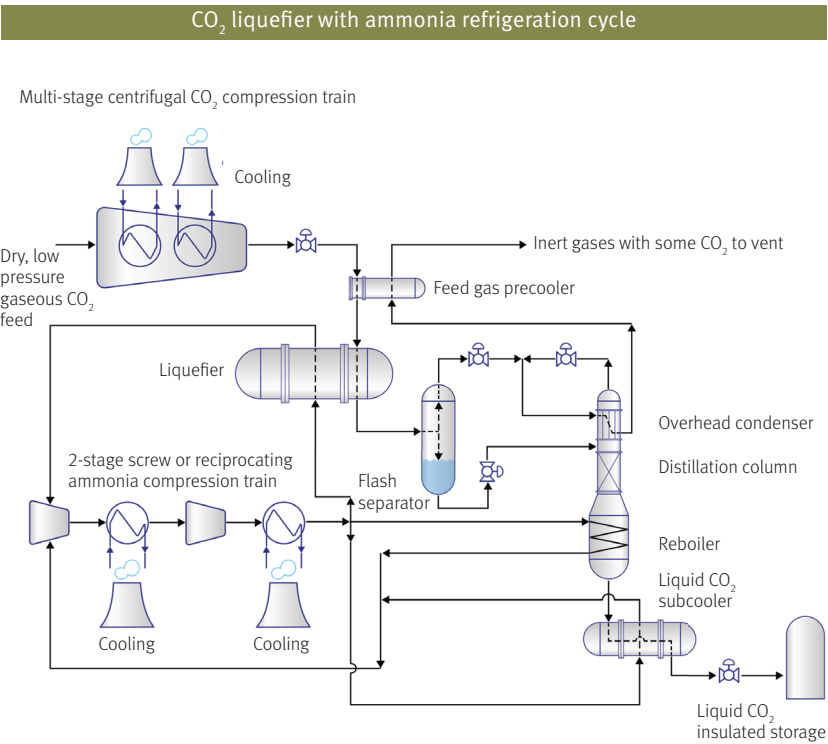 CO₂ liquefier with ammonia refrigeration cycle
Multi-stage centrifugal CO₂ compression train
Cooling
Dry, low
pressure
gaseous CO₂
feed
Inert gases with some CO₂ to vent
Feed gas precooler
Liquefier
Overhead condenser
Distillation column
2-stage screw or reciprocating
ammonia compression train
Flash
separator
Reboiler
Liquid CO₂
subcooler
Cooling
Cooling
Liquid CO₂
insulated storage